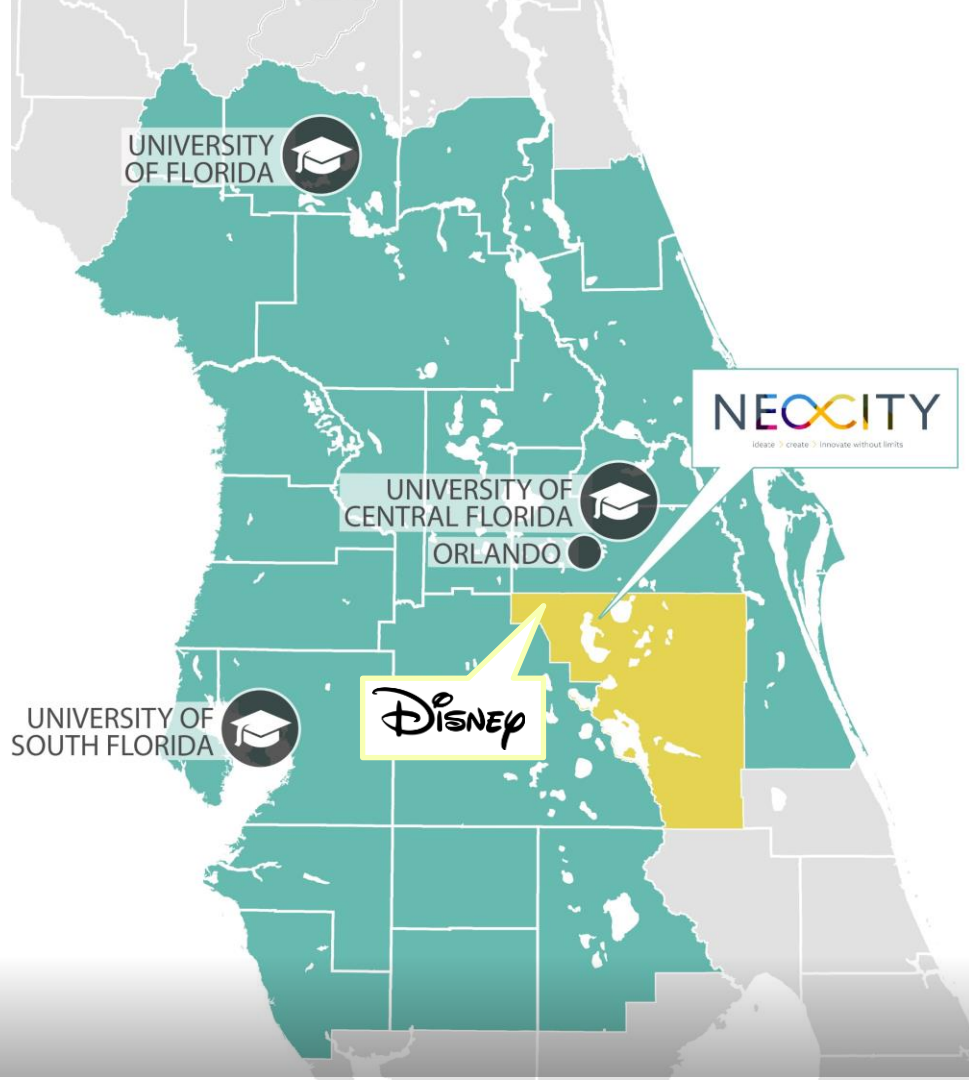 UNIVERSITY
OF FLORIDA
NEOCITY
ideate > create > innovate without limits
UNIVERSITY OF
CENTRAL FLORIDA
ORLANDO
Disney
UNIVERSITY OF
SOUTH FLORIDA